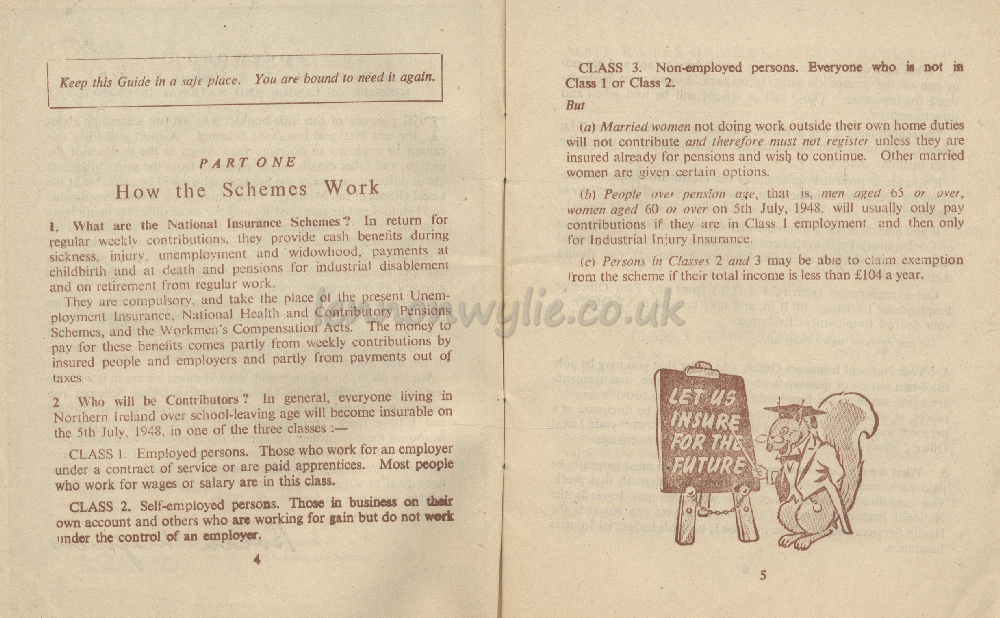 Keep this Guide in a safe place. You are bound to need it again.
PART ONE
How the Schemes Work
1. What are the National Insurance Schemes? In return for
regular weekly contributions, they provide cash benefits during
sickness, injury, unemployment and widowhood, payments at
childbirth and at death and pensions for industrial disablement
and on retirement from regular work.
They are compulsory, and take the place of the present Unem-
ployment Insurance, National Health and Contributory Pensions
Schemes, and the Workmen's Compensation Acts. The money to
pay for these benefits comes partly from weekly contributions by
insured people and employers and partly from payments out of
taxes
2 Who will be Contributors? In general, everyone living in
Northern Ireland over school-leaving age will become insurable on
the 5th July, 1948, in one of the three classes :—
CLASS 1. Employed persons. Those who work for an employer
under a contract of service or are paid apprentices. Most people
who work for wages or salary are in this class.
CLASS 2. Self-employed persons. Those in business on their
own account and others who are working for gain but do not work
under the control of an employer.
4
CLASS 3. Non-employed persons. Everyone who is not in
Class 1 or Class 2.
But
(a) Married women not doing work outside their own home duties
will not contribute and therefore must not register unless they are
insured already for pensions and wish to continue. Other married
women are given certain options.
(b) People over pension age, that is, men aged 65 or over,
women aged 60 or over on 5th July, 1948, will usually only pay
contributions if they are in Class 1 employment and then only
for Industrial Injury Insurance.
(c) Persons in Classes 2 and 3 may be able to claim exemption
from the scheme if their total income is less than £104 a year.
LET US
INSURE
FOR THE
FUTURE
5
lennonwylie.co.uk